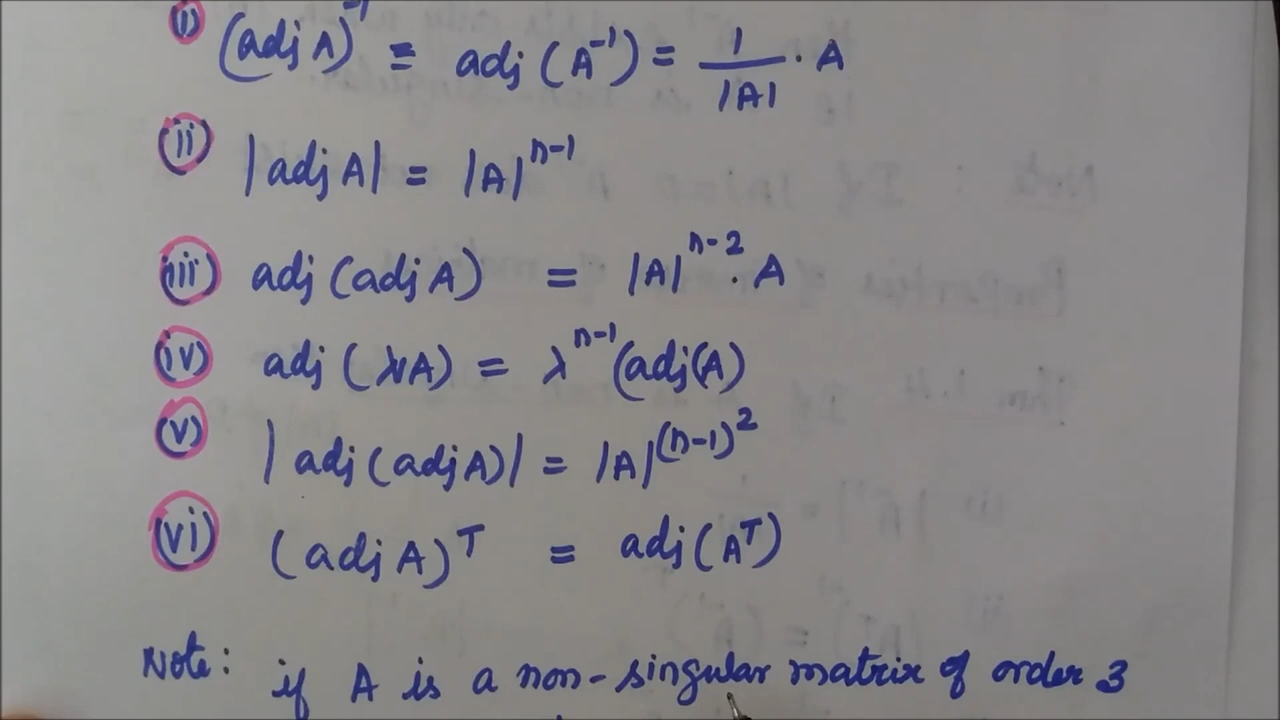 (i) (adj A)⁻¹ = adj (A⁻¹) = 1/|A| · A
(ii) |adj A| = |A|ⁿ⁻¹
(iii) adj (adj A) = |A|ⁿ⁻² · A
(iv) adj (λA) = λⁿ⁻¹ (adj(A)
(v) |adj (adj A)| = |A|⁽ⁿ⁻¹⁾²
(vi) (adj A)ᵀ = adj (Aᵀ)
Note: if A is a non-singular matrix of order 3